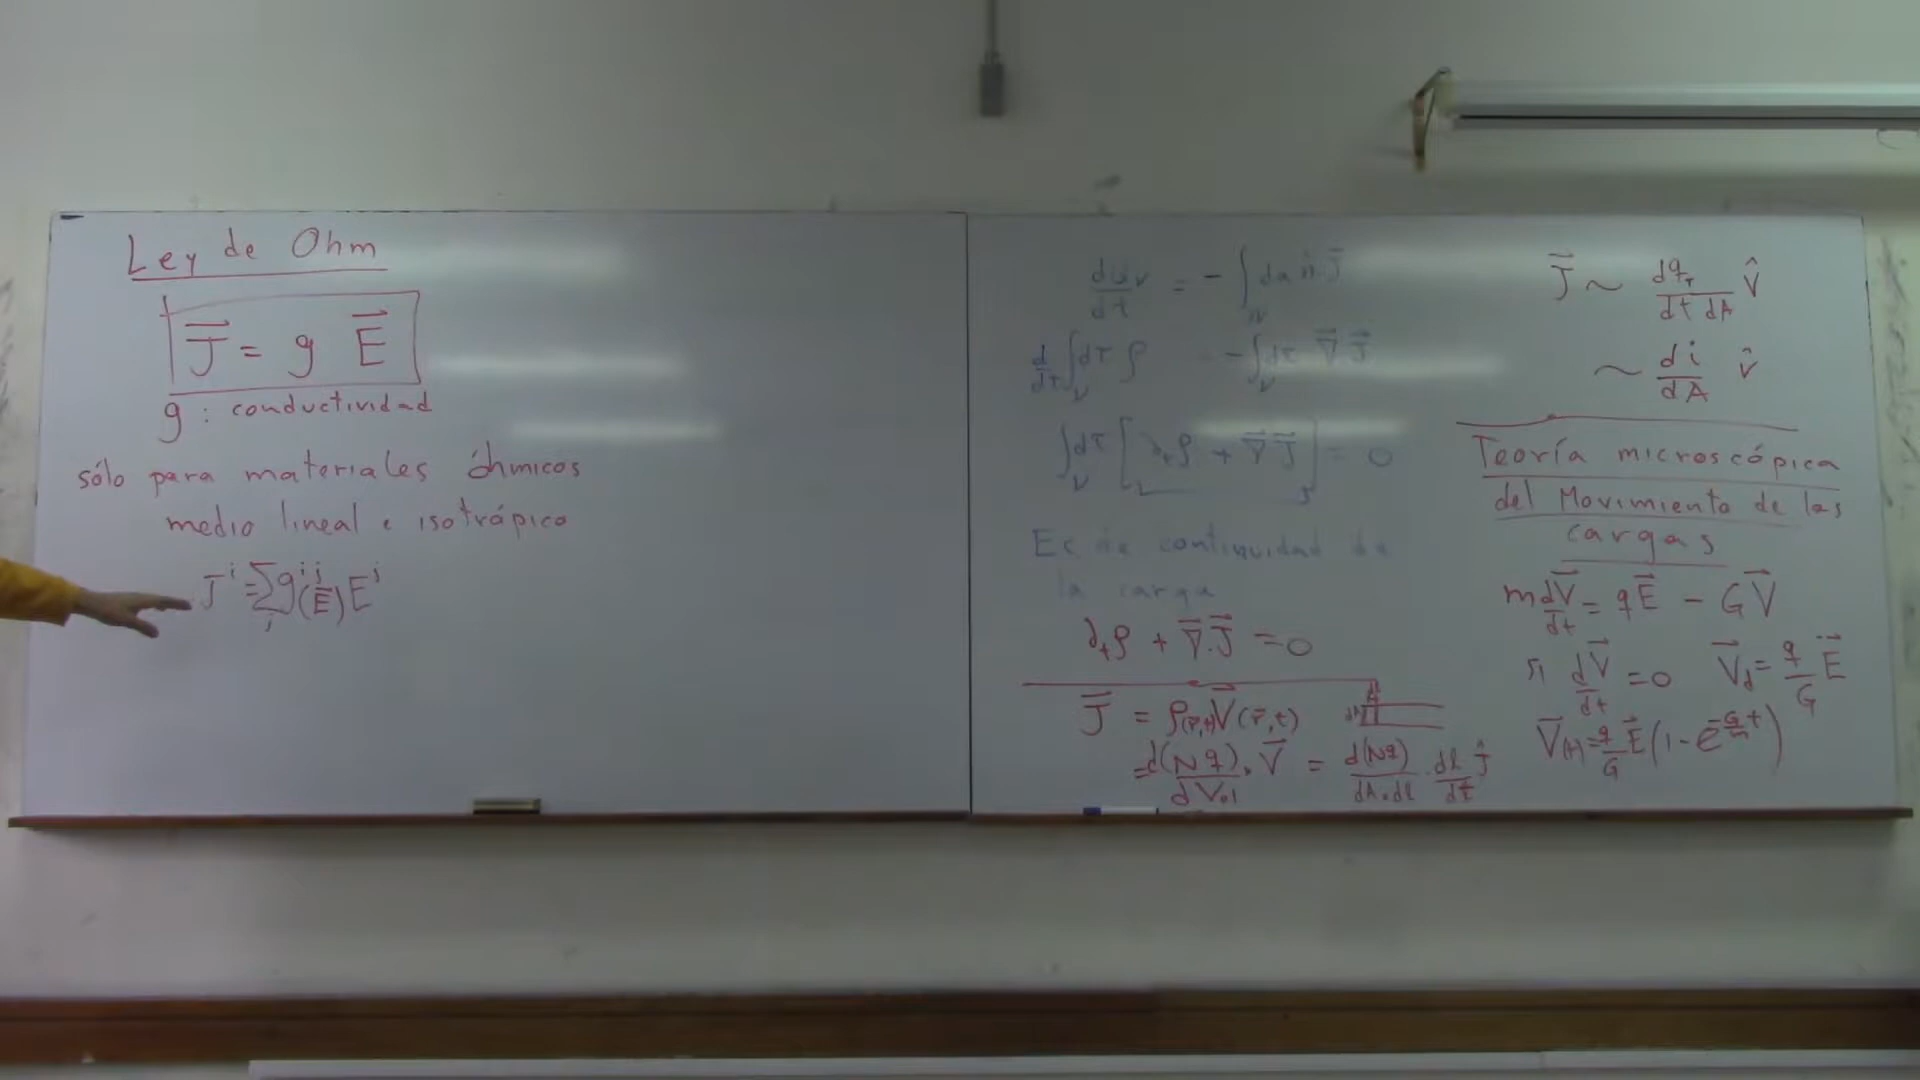 Ley de Ohm
J⃗ = g E⃗
g : conductividad
sólo para materiales óhmicos
medio lineal e isotrópico
J^i = Σ_j g^{ij}(E⃗) E^j
dQ_V/dt = - ∫ da n̂·J⃗
d/dt ∫_V dτ ρ - ∫_V dτ ∇⃗·J⃗
∫_V dτ [∂_t ρ + ∇⃗·J⃗] = 0
Ec de continuidad de
la carga
∂_t ρ + ∇⃗·J⃗ = 0
J⃗ = ρ(r⃗,t) V⃗(r⃗,t)
= d(Nq)/dVol · V⃗ = d(Nq)/dA·dl · dl/dt Ĵ
J⃗ ~ dq_T/dt dA V̂
~ di/dA v̂
Teoría microscópica
del Movimiento de las
cargas
m dV⃗/dt = qE⃗ - GV⃗
si dV⃗/dt = 0 V⃗_d = q/G E⃗
V⃗(t) = q/G E⃗ (1 - e^{-G/m t})